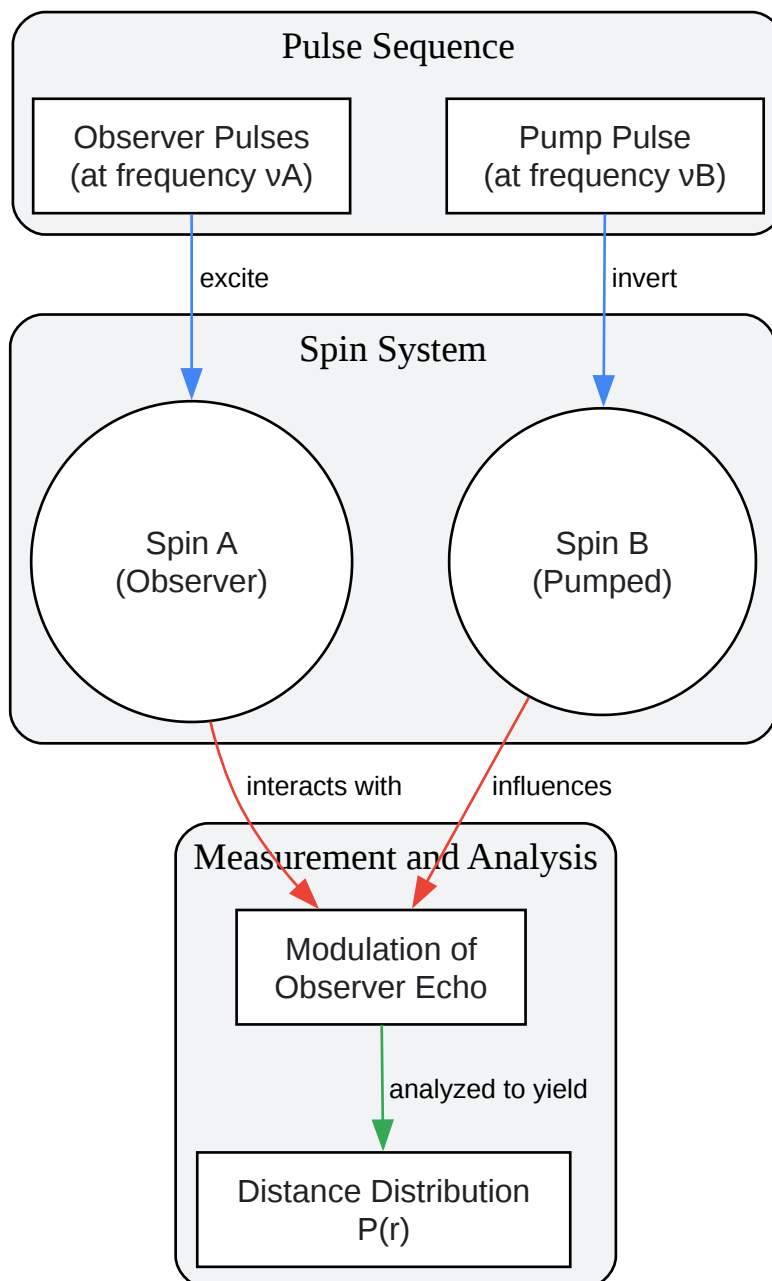 Pulse Sequence
Observer Pulses
(at frequency νA)
Pump Pulse
(at frequency νB)
excite
invert
Spin System
Spin A
(Observer)
Spin B
(Pumped)
interacts with
influences
Measurement and Analysis
Modulation of
Observer Echo
analyzed to yield
Distance Distribution
P(r)